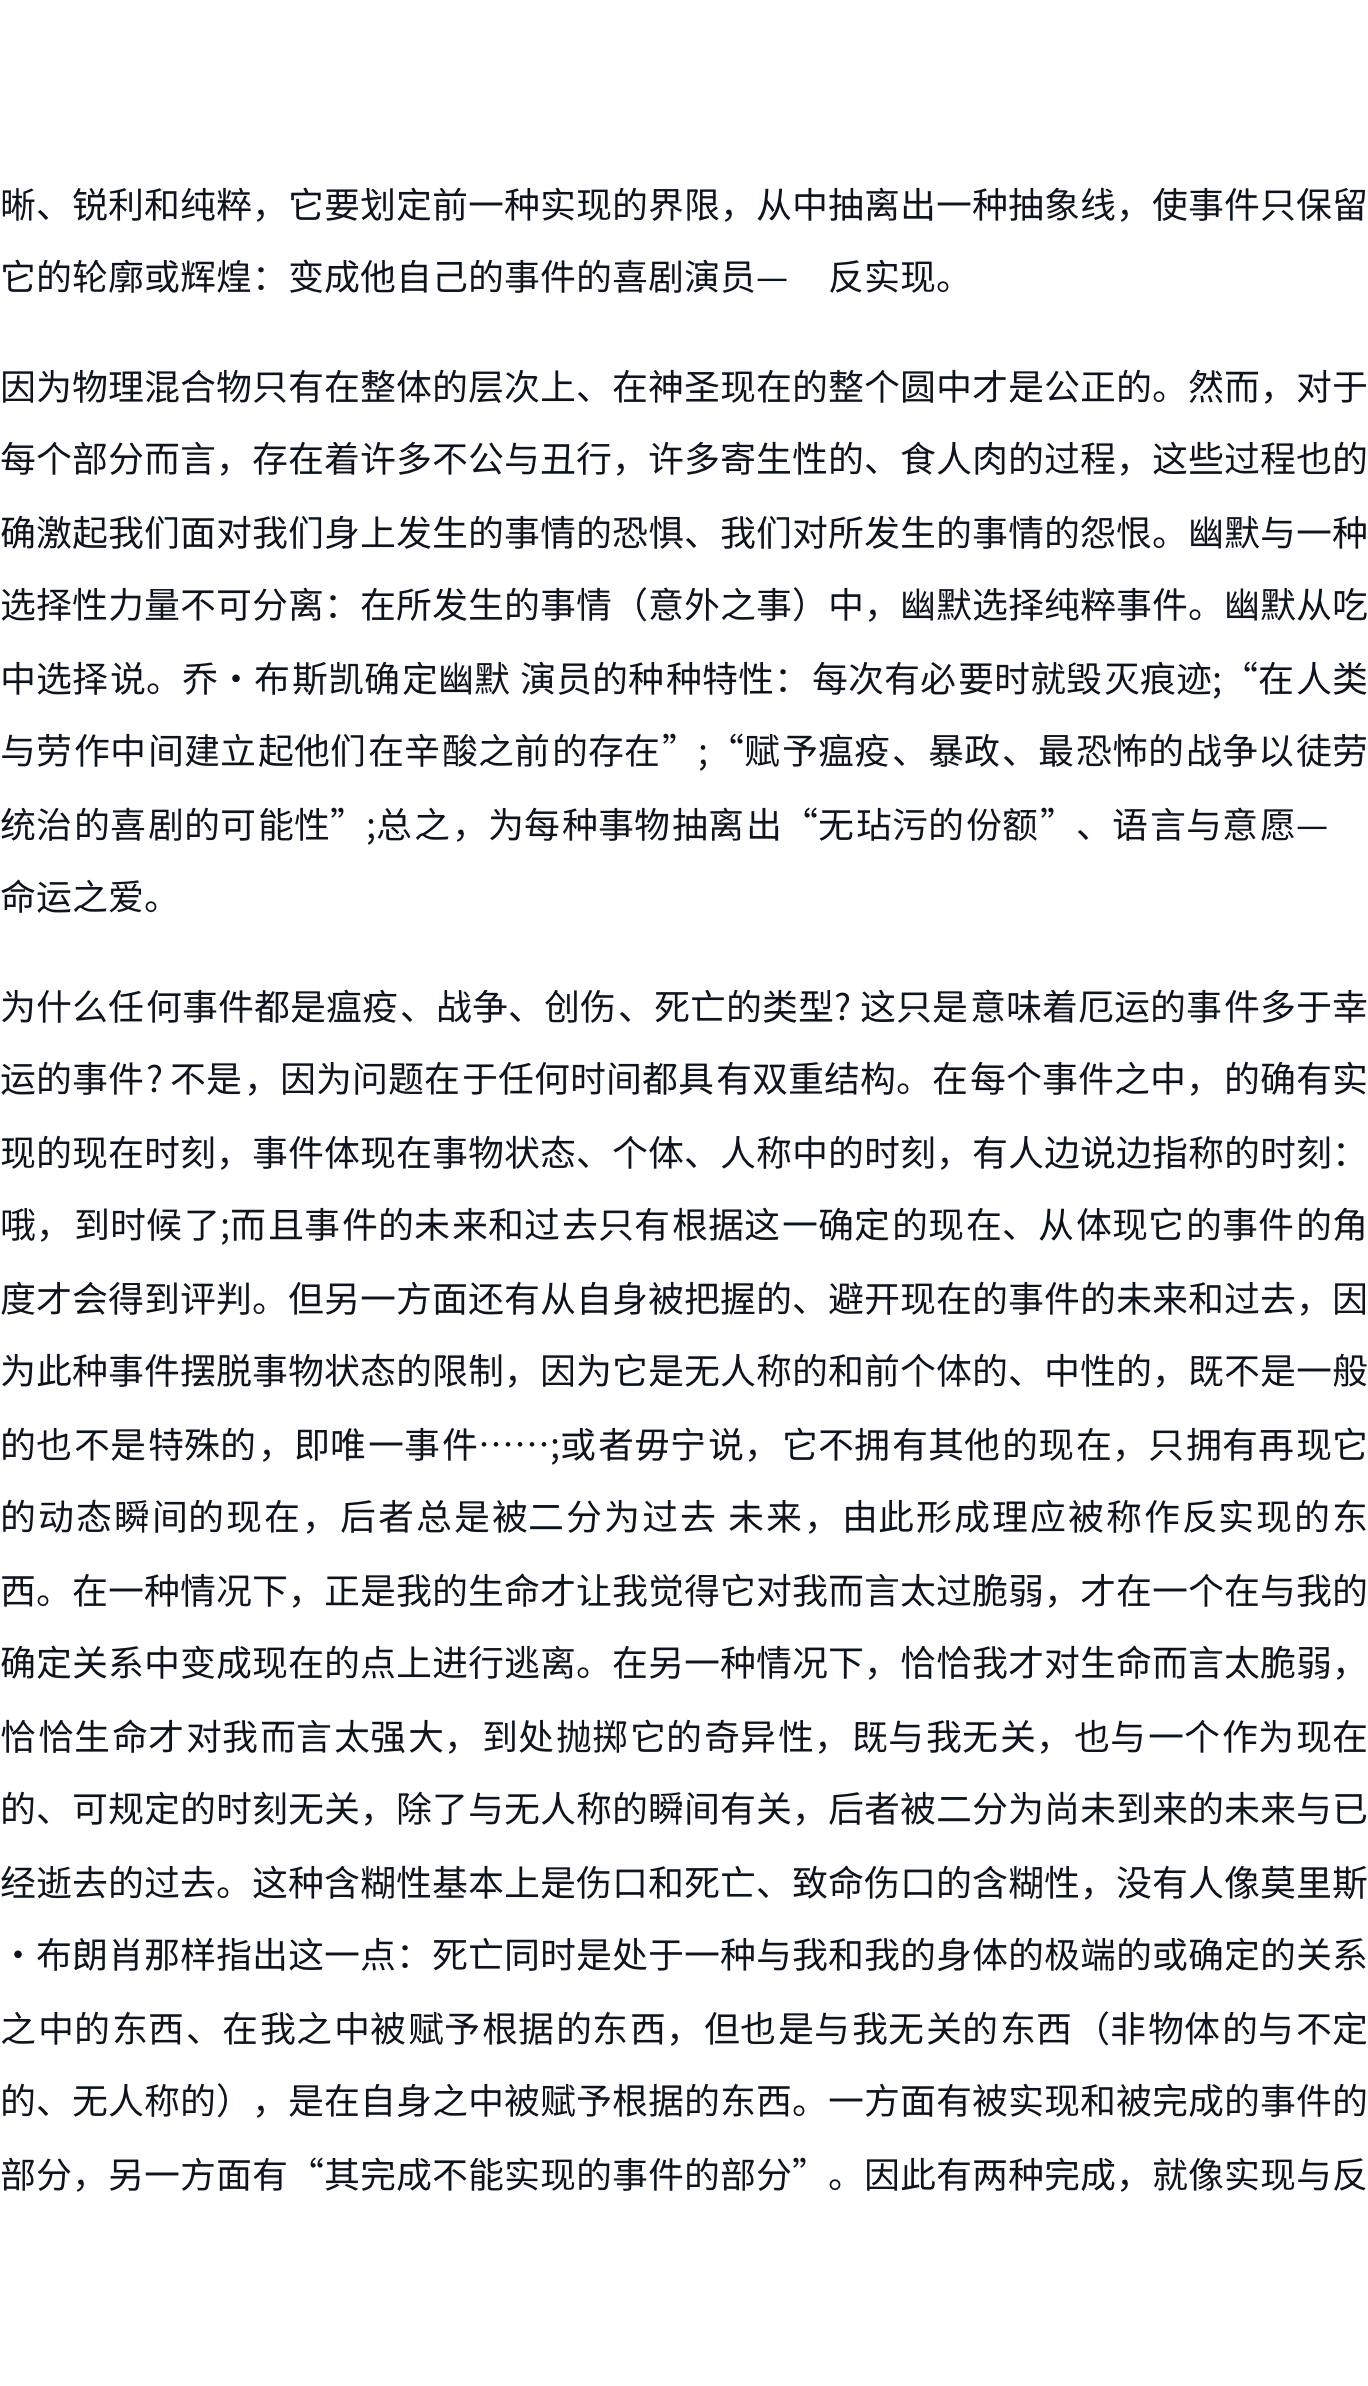 晰、锐利和纯粹，它要划定前一种实现的界限，从中抽离出一种抽象线，使事件只保留
它的轮廓或辉煌：变成他自己的事件的喜剧演员— 反实现。
因为物理混合物只有在整体的层次上、在神圣现在的整个圆中才是公正的。然而，对于
每个部分而言，存在着许多不公与丑行，许多寄生性的、食人肉的过程，这些过程也的
确激起我们面对我们身上发生的事情的恐惧、我们对所发生的事情的怨恨。幽默与一种
选择性力量不可分离：在所发生的事情（意外之事）中，幽默选择纯粹事件。幽默从吃
中选择说。乔・布斯凯确定幽默 演员的种种特性：每次有必要时就毁灭痕迹;“在人类
与劳作中间建立起他们在辛酸之前的存在”;“赋予瘟疫、暴政、最恐怖的战争以徒劳
统治的喜剧的可能性”;总之，为每种事物抽离出“无玷污的份额”、语言与意愿—
命运之爱。
为什么任何事件都是瘟疫、战争、创伤、死亡的类型? 这只是意味着厄运的事件多于幸
运的事件? 不是，因为问题在于任何时间都具有双重结构。在每个事件之中，的确有实
现的现在时刻，事件体现在事物状态、个体、人称中的时刻，有人边说边指称的时刻：
哦，到时候了;而且事件的未来和过去只有根据这一确定的现在、从体现它的事件的角
度才会得到评判。但另一方面还有从自身被把握的、避开现在的事件的未来和过去，因
为此种事件摆脱事物状态的限制，因为它是无人称的和前个体的、中性的，既不是一般
的也不是特殊的，即唯一事件……;或者毋宁说，它不拥有其他的现在，只拥有再现它
的动态瞬间的现在，后者总是被二分为过去 未来，由此形成理应被称作反实现的东
西。在一种情况下，正是我的生命才让我觉得它对我而言太过脆弱，才在一个在与我的
确定关系中变成现在的点上进行逃离。在另一种情况下，恰恰我才对生命而言太脆弱，
恰恰生命才对我而言太强大，到处抛掷它的奇异性，既与我无关，也与一个作为现在
的、可规定的时刻无关，除了与无人称的瞬间有关，后者被二分为尚未到来的未来与已
经逝去的过去。这种含糊性基本上是伤口和死亡、致命伤口的含糊性，没有人像莫里斯
・布朗肖那样指出这一点：死亡同时是处于一种与我和我的身体的极端的或确定的关系
之中的东西、在我之中被赋予根据的东西，但也是与我无关的东西（非物体的与不定
的、无人称的），是在自身之中被赋予根据的东西。一方面有被实现和被完成的事件的
部分，另一方面有“其完成不能实现的事件的部分”。因此有两种完成，就像实现与反